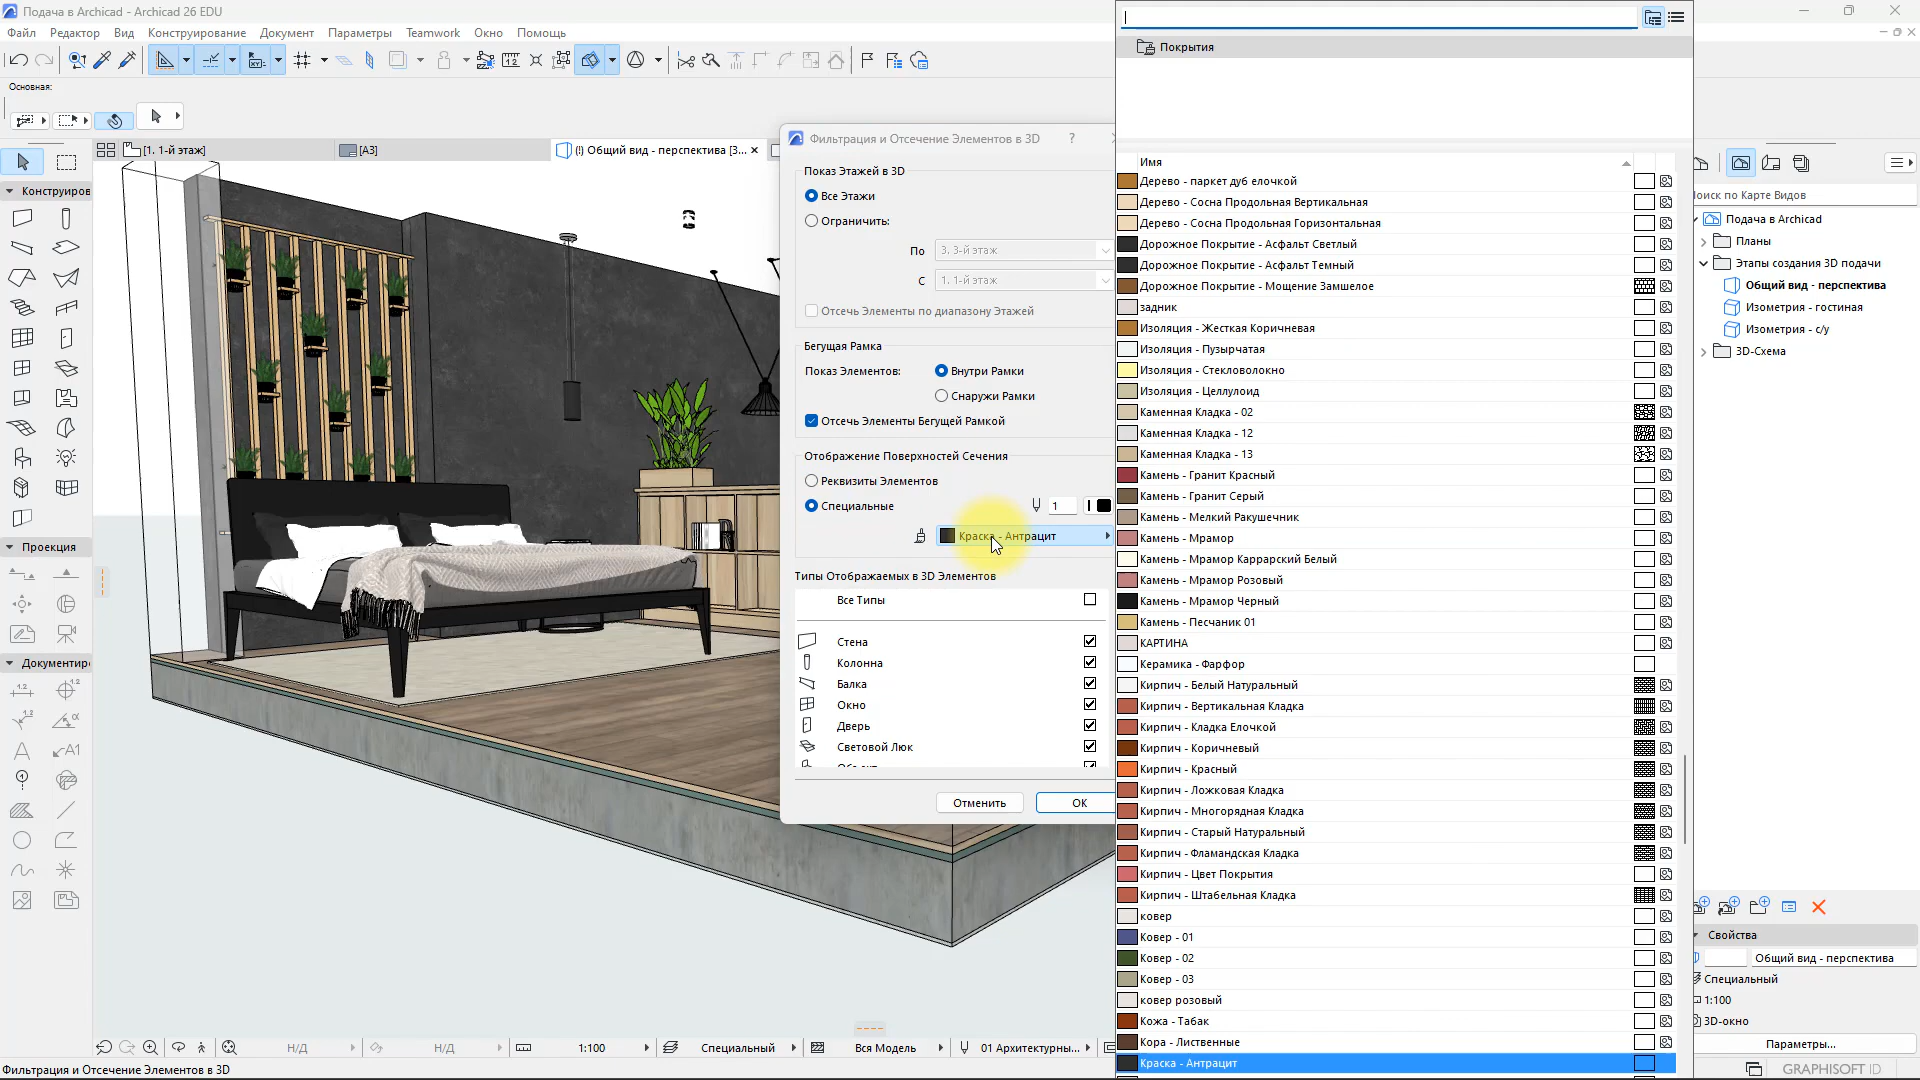 Подача в Archicad - Archicad 26 EDU
Файл Редактор Вид Конструирование Документ Параметры Teamwork Окно Помощь
Основная:
[1. 1-й этаж]
[A3]
(!) Общий вид - перспектива [3...
Конструиров
Проекция
Документир
Фильтрация и Отсечение Элементов в 3D
Показ Этажей в 3D
Все Этажи
Ограничить:
По 3. 3-й этаж
С 1. 1-й этаж
Отсечь Элементы по диапазону Этажей
Бегущая Рамка
Показ Элементов: Внутри Рамки
Снаружи Рамки
Отсечь Элементы Бегущей Рамкой
Отображение Поверхностей Сечения
Реквизиты Элементов
Специальные 1
Краска - Антрацит
Типы Отображаемых в 3D Элементов
Все Типы
Стена
Колонна
Балка
Окно
Дверь
Световой Люк
Отменить OK
Покрытия
Имя
Дерево - паркет дуб елочкой
Дерево - Сосна Продольная Вертикальная
Дерево - Сосна Продольная Горизонтальная
Дорожное Покрытие - Асфальт Светлый
Дорожное Покрытие - Асфальт Темный
Дорожное Покрытие - Мощение Замшелое
задник
Изоляция - Жесткая Коричневая
Изоляция - Пузырчатая
Изоляция - Стекловолокно
Изоляция - Целлулоид
Каменная Кладка - 02
Каменная Кладка - 12
Каменная Кладка - 13
Камень - Гранит Красный
Камень - Гранит Серый
Камень - Мелкий Ракушечник
Камень - Мрамор
Камень - Мрамор Каррарский Белый
Камень - Мрамор Розовый
Камень - Мрамор Черный
Камень - Песчаник 01
КАРТИНА
Керамика - Фарфор
Кирпич - Белый Натуральный
Кирпич - Вертикальная Кладка
Кирпич - Кладка Елочкой
Кирпич - Коричневый
Кирпич - Красный
Кирпич - Ложковая Кладка
Кирпич - Многорядная Кладка
Кирпич - Старый Натуральный
Кирпич - Фламандская Кладка
Кирпич - Цвет Покрытия
Кирпич - Штабельная Кладка
ковер
Ковер - 01
Ковер - 02
Ковер - 03
ковер розовый
Кожа - Табак
Кора - Лиственные
Краска - Антрацит
оиск по Карте Видов
Подача в Archicad
Планы
Этапы создания 3D подачи
Общий вид - перспектива
Изометрия - гостиная
Изометрия - с/у
3D-Схема
Свойства
Общий вид - перспектива
Специальный
1:100
3D-окно
Параметры...
GRAPHISOFT ID
Н/Д Н/Д 1:100 Специальный Вся Модель 01 Архитектурны...
Фильтрация и Отсечение Элементов в 3D